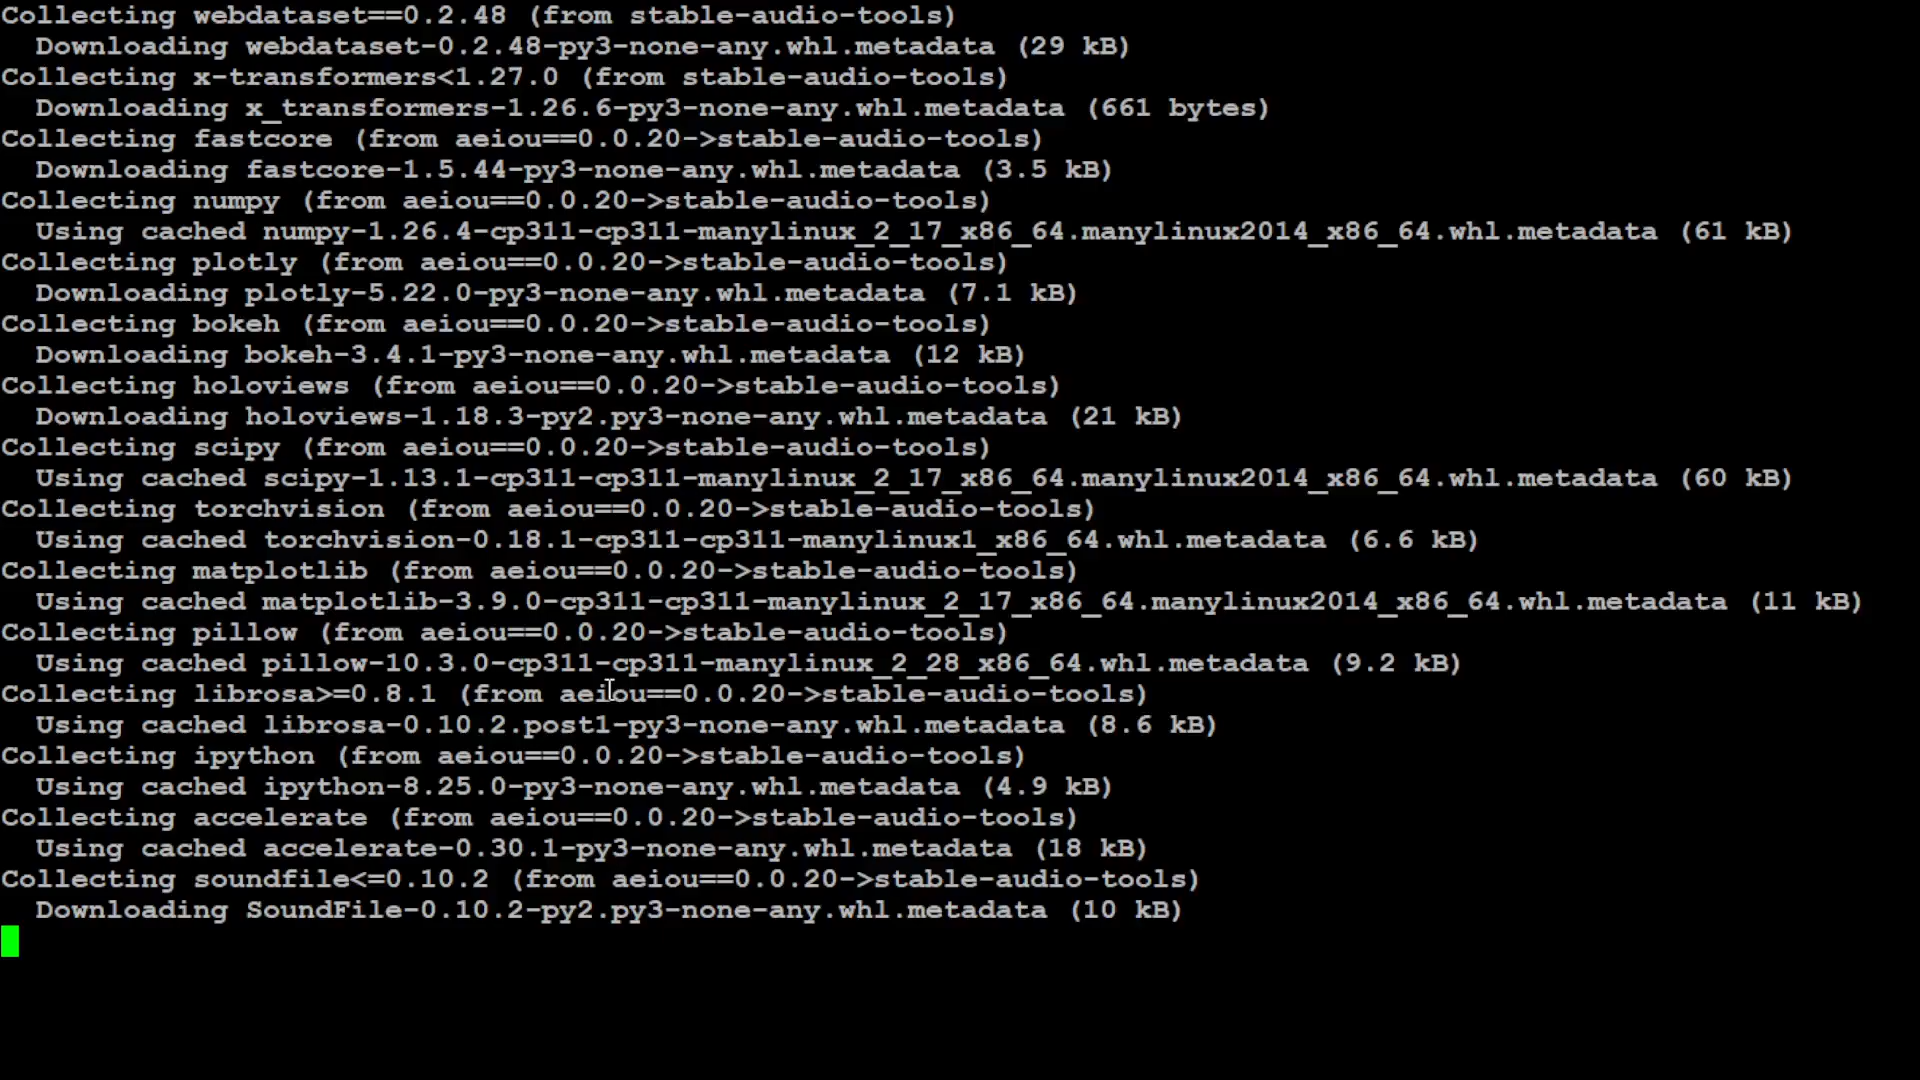 Collecting webdataset==0.2.48 (from stable-audio-tools)
  Downloading webdataset-0.2.48-py3-none-any.whl.metadata (29 kB)
Collecting x-transformers<1.27.0 (from stable-audio-tools)
  Downloading x_transformers-1.26.6-py3-none-any.whl.metadata (661 bytes)
Collecting fastcore (from aeiou==0.0.20->stable-audio-tools)
  Downloading fastcore-1.5.44-py3-none-any.whl.metadata (3.5 kB)
Collecting numpy (from aeiou==0.0.20->stable-audio-tools)
  Using cached numpy-1.26.4-cp311-cp311-manylinux_2_17_x86_64.manylinux2014_x86_64.whl.metadata (61 kB)
Collecting plotly (from aeiou==0.0.20->stable-audio-tools)
  Downloading plotly-5.22.0-py3-none-any.whl.metadata (7.1 kB)
Collecting bokeh (from aeiou==0.0.20->stable-audio-tools)
  Downloading bokeh-3.4.1-py3-none-any.whl.metadata (12 kB)
Collecting holoviews (from aeiou==0.0.20->stable-audio-tools)
  Downloading holoviews-1.18.3-py2.py3-none-any.whl.metadata (21 kB)
Collecting scipy (from aeiou==0.0.20->stable-audio-tools)
  Using cached scipy-1.13.1-cp311-cp311-manylinux_2_17_x86_64.manylinux2014_x86_64.whl.metadata (60 kB)
Collecting torchvision (from aeiou==0.0.20->stable-audio-tools)
  Using cached torchvision-0.18.1-cp311-cp311-manylinux1_x86_64.whl.metadata (6.6 kB)
Collecting matplotlib (from aeiou==0.0.20->stable-audio-tools)
  Using cached matplotlib-3.9.0-cp311-cp311-manylinux_2_17_x86_64.manylinux2014_x86_64.whl.metadata (11 kB)
Collecting pillow (from aeiou==0.0.20->stable-audio-tools)
  Using cached pillow-10.3.0-cp311-cp311-manylinux_2_28_x86_64.whl.metadata (9.2 kB)
Collecting librosa>=0.8.1 (from aeiou==0.0.20->stable-audio-tools)
  Using cached librosa-0.10.2.post1-py3-none-any.whl.metadata (8.6 kB)
Collecting ipython (from aeiou==0.0.20->stable-audio-tools)
  Using cached ipython-8.25.0-py3-none-any.whl.metadata (4.9 kB)
Collecting accelerate (from aeiou==0.0.20->stable-audio-tools)
  Using cached accelerate-0.30.1-py3-none-any.whl.metadata (18 kB)
Collecting soundfile<=0.10.2 (from aeiou==0.0.20->stable-audio-tools)
  Downloading SoundFile-0.10.2-py2.py3-none-any.whl.metadata (10 kB)